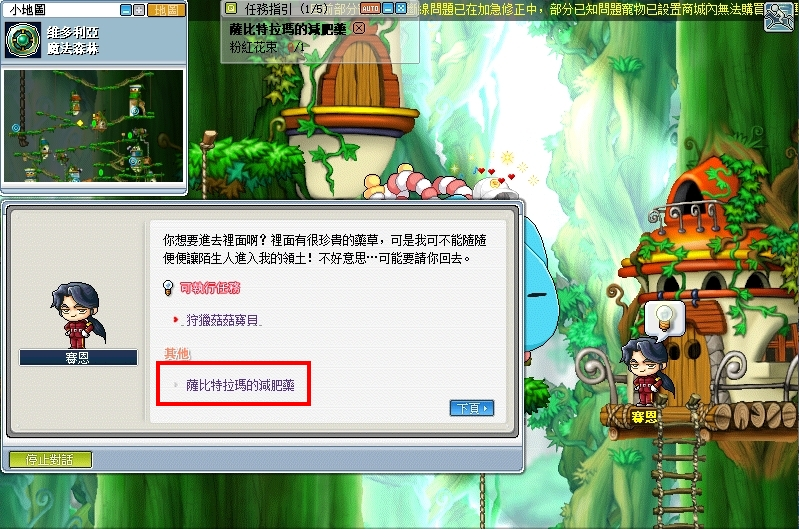 小地圖
地圖
維多利亞
魔法森林
任務指引 (1/5)
AUTO
薩比特拉瑪的減肥藥
粉紅花束 0/1
部分問題已在加急修正中，部分已知問題寵物已設置商城內無法購買
你想要進去裡面啊？裡面有很珍貴的藥草，可是我可不能隨隨
便便讓陌生人進入我的領土！不好意思…可能要請你回去。
可執行任務
狩獵菇菇寶貝
其他
薩比特拉瑪的減肥藥
賽恩
下頁
停止對話
賽恩